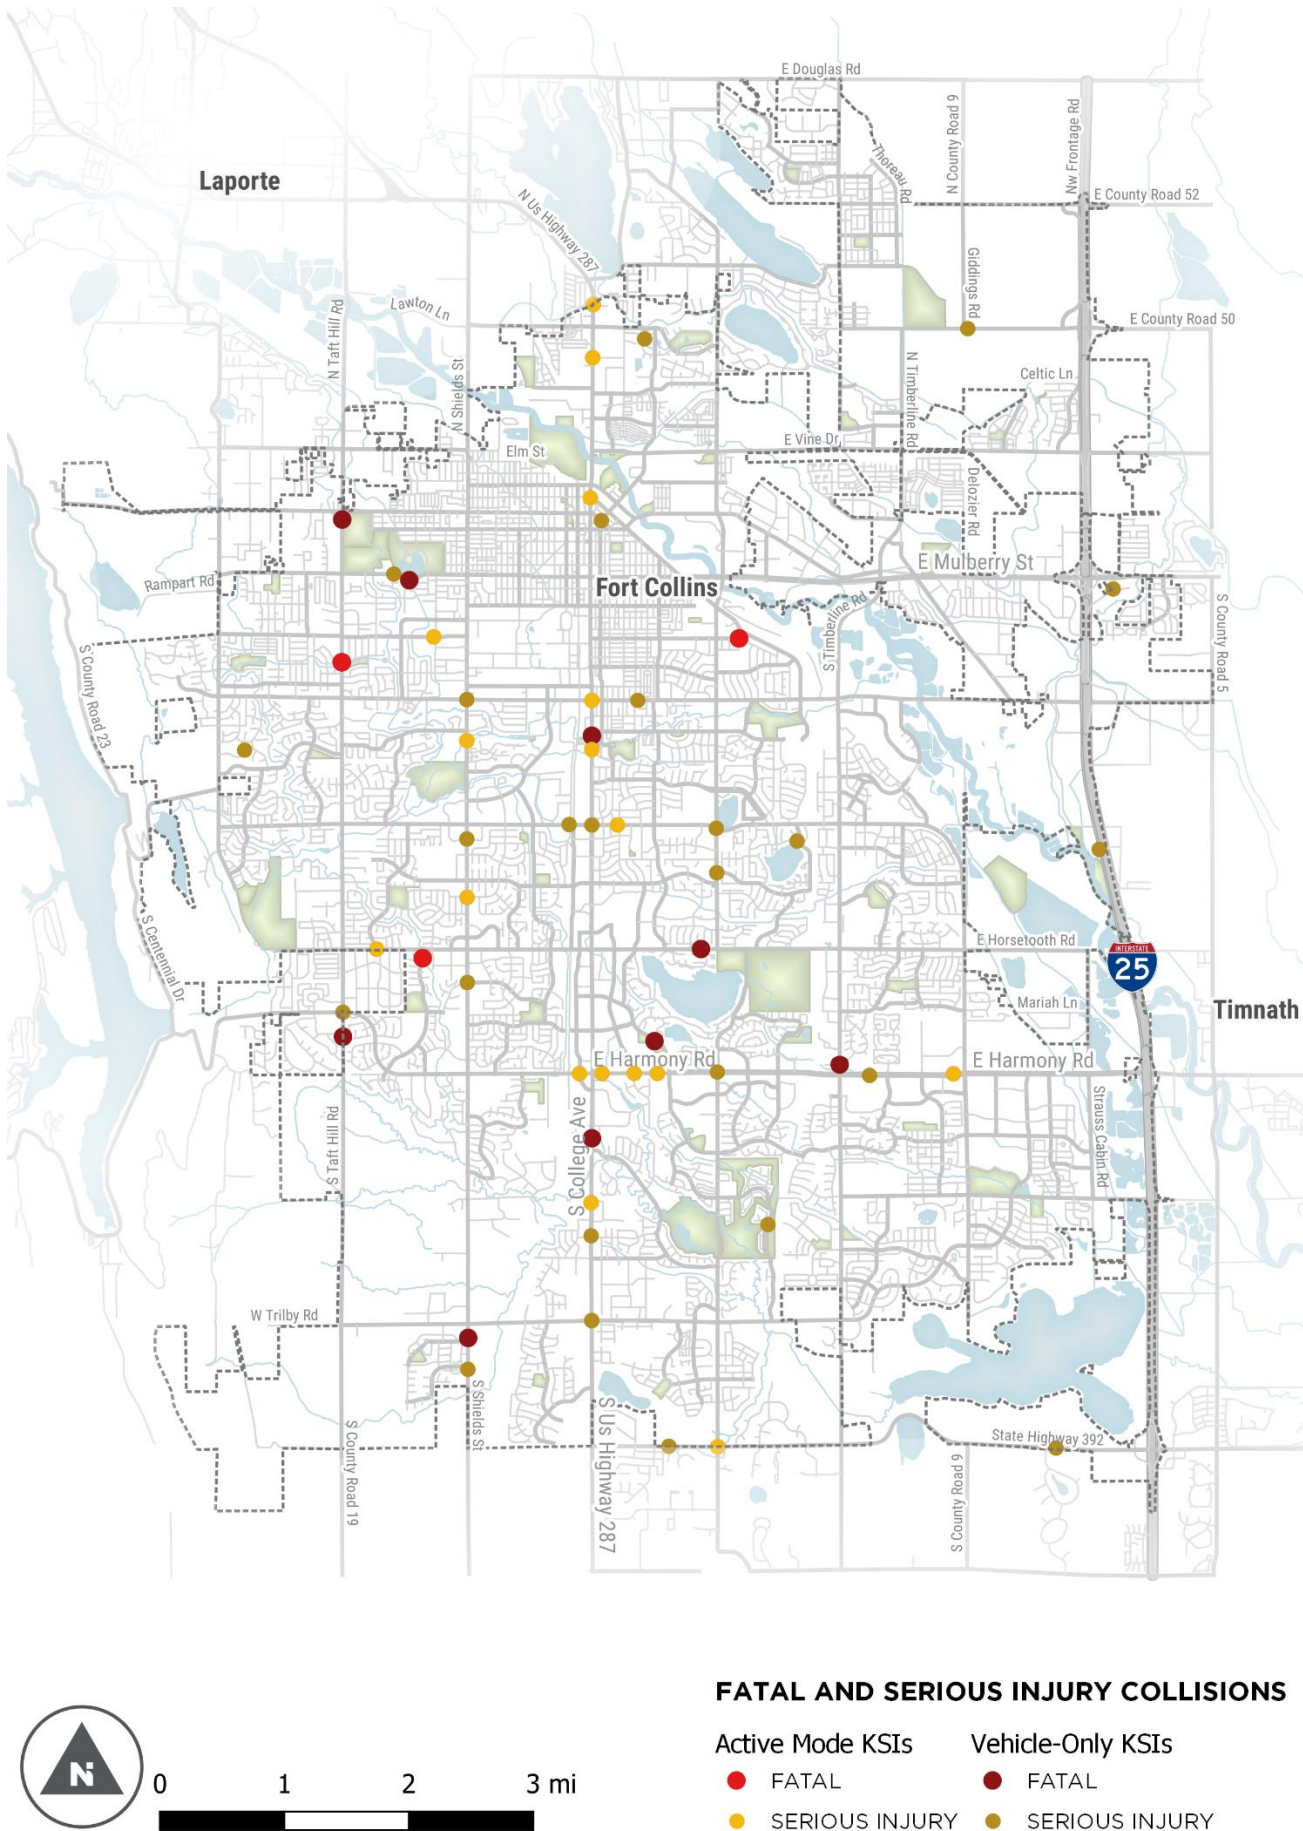 E Douglas Rd
N County Road 9
Nw Frontage Rd
Thoreau Rd
Laporte
E County Road 52
N Us Highway 287
Giddings Rd
Lawton Ln
N Taft Hill Rd
E County Road 50
N Shields St
N Timberline Rd
Celtic Ln
E Vine Dr
Elm St
Delozier Rd
E Mulberry St
Rampart Rd
Fort Collins
S Timberline Rd
S County Road 5
S County Road 23
S Centennial Dr
E Horsetooth Rd
INTERSTATE
25
Mariah Ln
Timnath
E Harmony Rd
E Harmony Rd
S College Ave
S Taft Hill Rd
Strauss Cabin Rd
W Trilby Rd
S Shields St
S Us Highway 287
S County Road 19
State Highway 392
S County Road 9
FATAL AND SERIOUS INJURY COLLISIONS
Active Mode KSIs
Vehicle-Only KSIs
FATAL
FATAL
SERIOUS INJURY
SERIOUS INJURY
N
0 1 2 3 mi